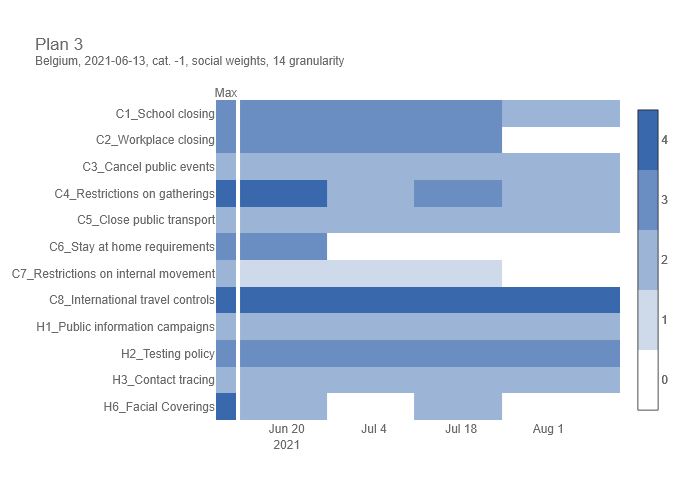 Plan 3
Belgium, 2021-06-13, cat. -1, social weights, 14 granularity
Max
C1_School closing
C2_Workplace closing
C3_Cancel public events
C4_Restrictions on gatherings
C5_Close public transport
C6_Stay at home requirements
C7_Restrictions on internal movement
C8_International travel controls
H1_Public information campaigns
H2_Testing policy
H3_Contact tracing
H6_Facial Coverings
Jun 20 Jul 4 Jul 18 Aug 1
2021
4
3
2
1
0